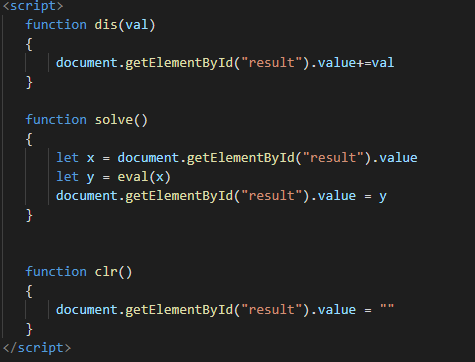 <script>
function dis(val)
{
document.getElementById("result").value+=val
}
function solve()
{
let x = document.getElementById("result").value
let y = eval(x)
document.getElementById("result").value = y
}
function clr()
{
document.getElementById("result").value = ""
}
</script>